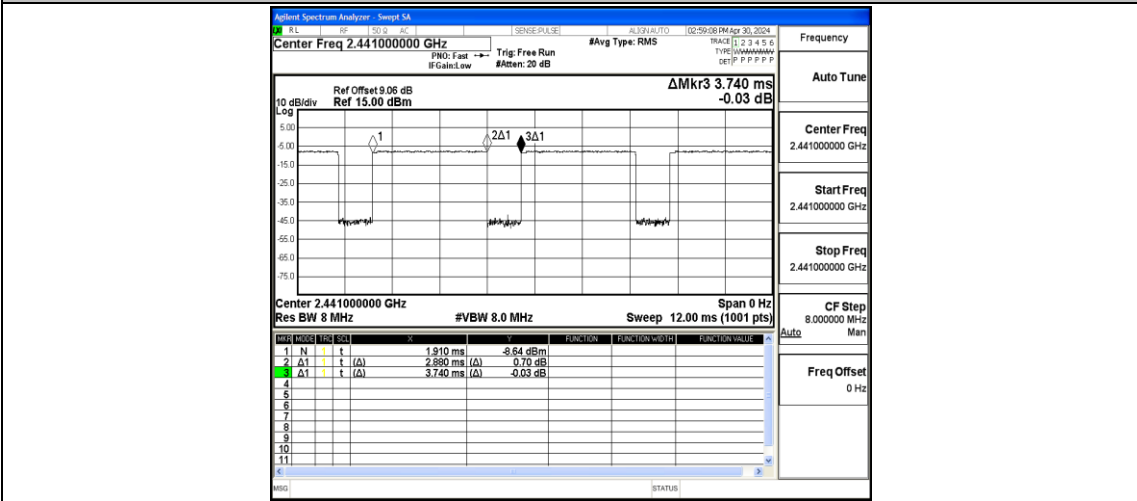 Agilent Spectrum Analyzer - Swept SA
RL RF 50 Ω AC SENSE:PULSE ALIGN AUTO 02:59:08 PM Apr 30, 2024
Center Freq 2.441000000 GHz #Avg Type: RMS TRACE 1 2 3 4 5 6
PNO: Fast Trig: Free Run TYPE WWWWWW
IFGain:Low #Atten: 20 dB DET P P P P P P
Frequency
Auto Tune
ΔMkr3 3.740 ms
-0.03 dB
Ref Offset 9.06 dB
10 dB/div Ref 15.00 dBm
Log
5.00
-5.00
-15.0
-25.0
-35.0
-45.0
-55.0
-65.0
-75.0
1 2Δ1 3Δ1
Center 2.441000000 GHz Span 0 Hz
Res BW 8 MHz #VBW 8.0 MHz Sweep 12.00 ms (1001 pts)
Center Freq
2.441000000 GHz
Start Freq
2.441000000 GHz
Stop Freq
2.441000000 GHz
CF Step
8.000000 MHz
Auto Man
Freq Offset
0 Hz
MKR MODE TRC SCL X Y FUNCTION FUNCTION WIDTH FUNCTION VALUE
1 N 1 t 1.910 ms -8.64 dBm
2 Δ1 1 t (Δ) 2.880 ms (Δ) 0.70 dB
3 Δ1 1 t (Δ) 3.740 ms (Δ) -0.03 dB
4
5
6
7
8
9
10
11
MSG STATUS